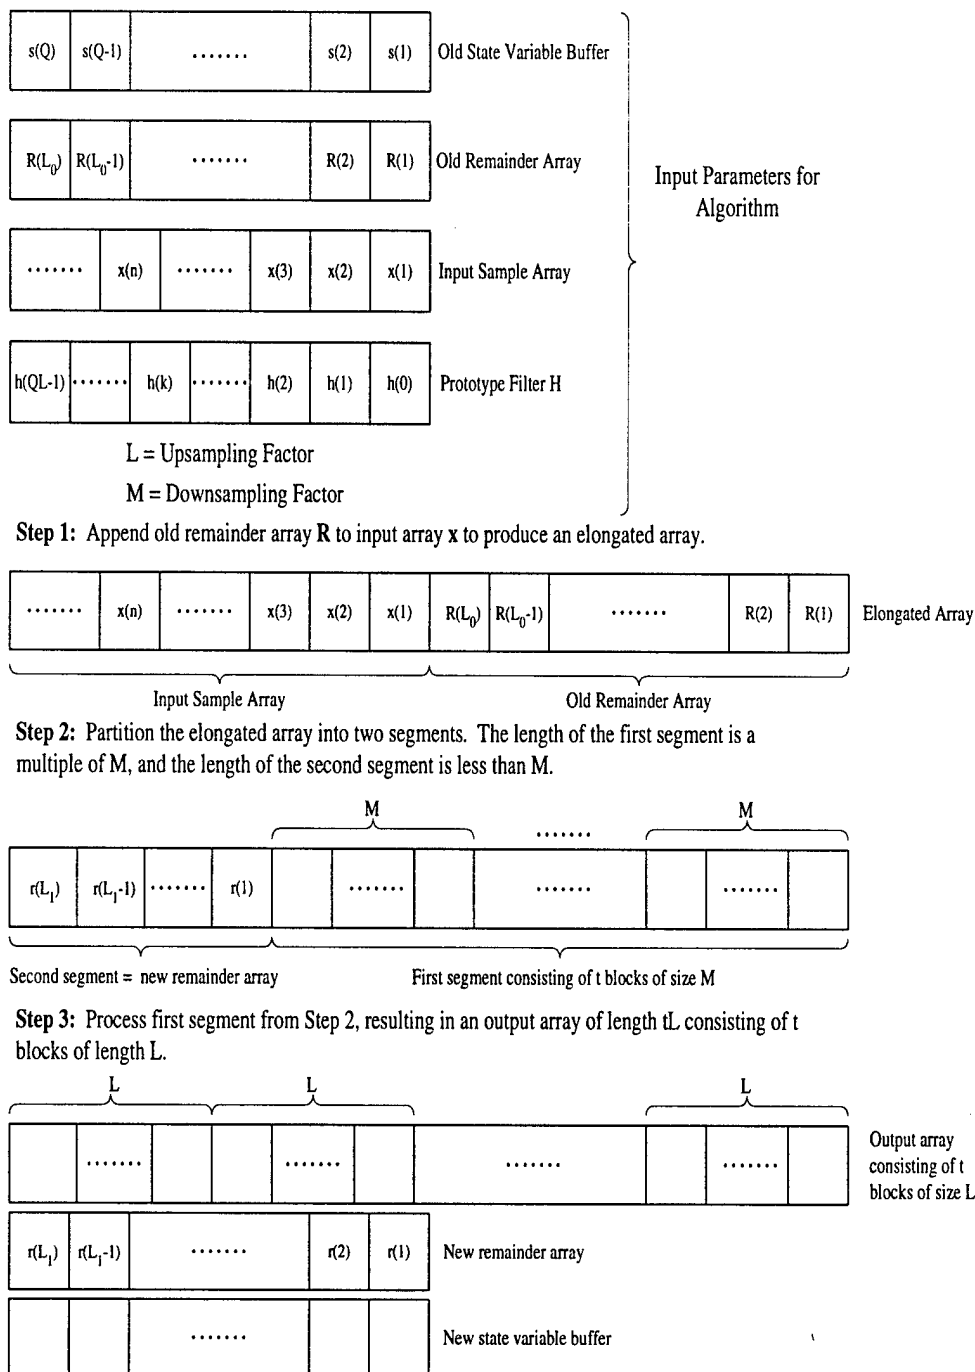 s(Q) s(Q-1) ....... s(2) s(1) Old State Variable Buffer
R(L₀) R(L₀-1) ....... R(2) R(1) Old Remainder Array
Input Parameters for
Algorithm
....... x(n) ....... x(3) x(2) x(1) Input Sample Array
h(QL-1) ....... h(k) ....... h(2) h(1) h(0) Prototype Filter H
L = Upsampling Factor
M = Downsampling Factor
Step 1: Append old remainder array R to input array x to produce an elongated array.
....... x(n) ....... x(3) x(2) x(1) R(L₀) R(L₀-1) ....... R(2) R(1) Elongated Array
Input Sample Array Old Remainder Array
Step 2: Partition the elongated array into two segments. The length of the first segment is a
multiple of M, and the length of the second segment is less than M.
M ....... M
r(L₁) r(L₁-1) ....... r(1) ....... ....... .......
Second segment = new remainder array First segment consisting of t blocks of size M
Step 3: Process first segment from Step 2, resulting in an output array of length tL consisting of t
blocks of length L.
L L L
....... ....... ....... .......
Output array
consisting of t
blocks of size L
r(L₁) r(L₁-1) ....... r(2) r(1) New remainder array
....... New state variable buffer